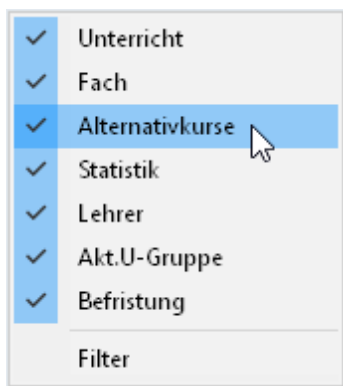 Unterricht
Fach
Alternativkurse
Statistik
Lehrer
Akt.U-Gruppe
Befristung
Filter